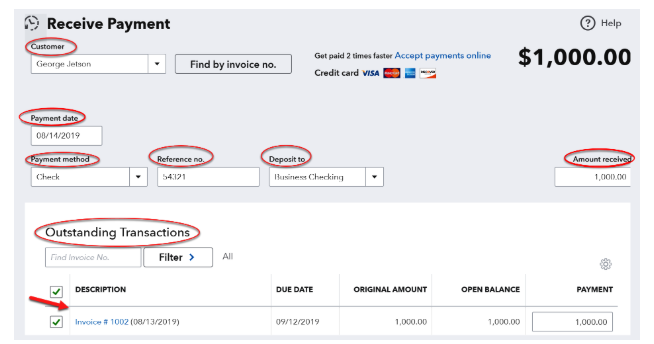 Receive Payment
Help
Customer
George Jetson
Find by invoice no.
Get paid 2 times faster Accept payments online
Credit card VISA
$1,000.00
Payment date
08/14/2019
Payment method
Reference no.
Deposit to
Amount received
Check
54321
Business Checking
1,000.00
Outstanding Transactions
Find Invoice No.
Filter >
All
DESCRIPTION DUE DATE ORIGINAL AMOUNT OPEN BALANCE PAYMENT
Invoice # 1002 (08/13/2019) 09/12/2019 1,000.00 1,000.00 1,000.00